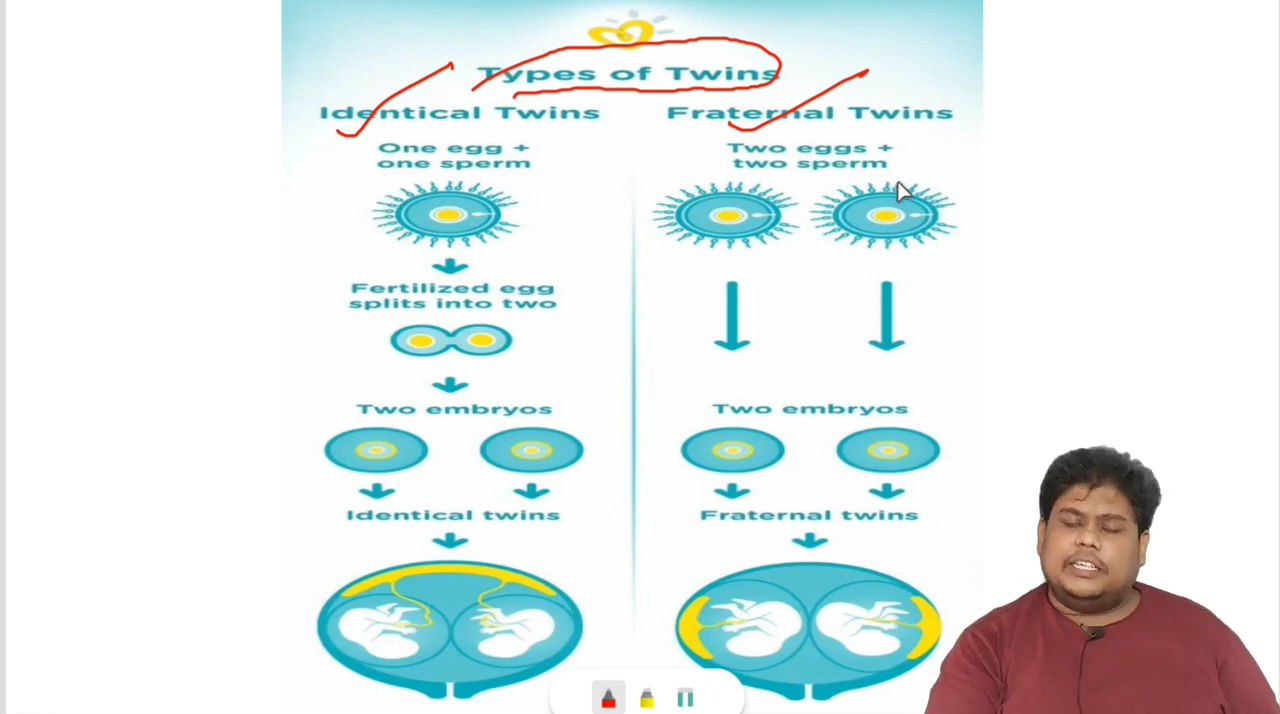 Types of Twins
Identical Twins
One egg +
one sperm
Fertilized egg
splits into two
Two embryos
Identical twins
Fraternal Twins
Two eggs +
two sperm
Two embryos
Fraternal twins